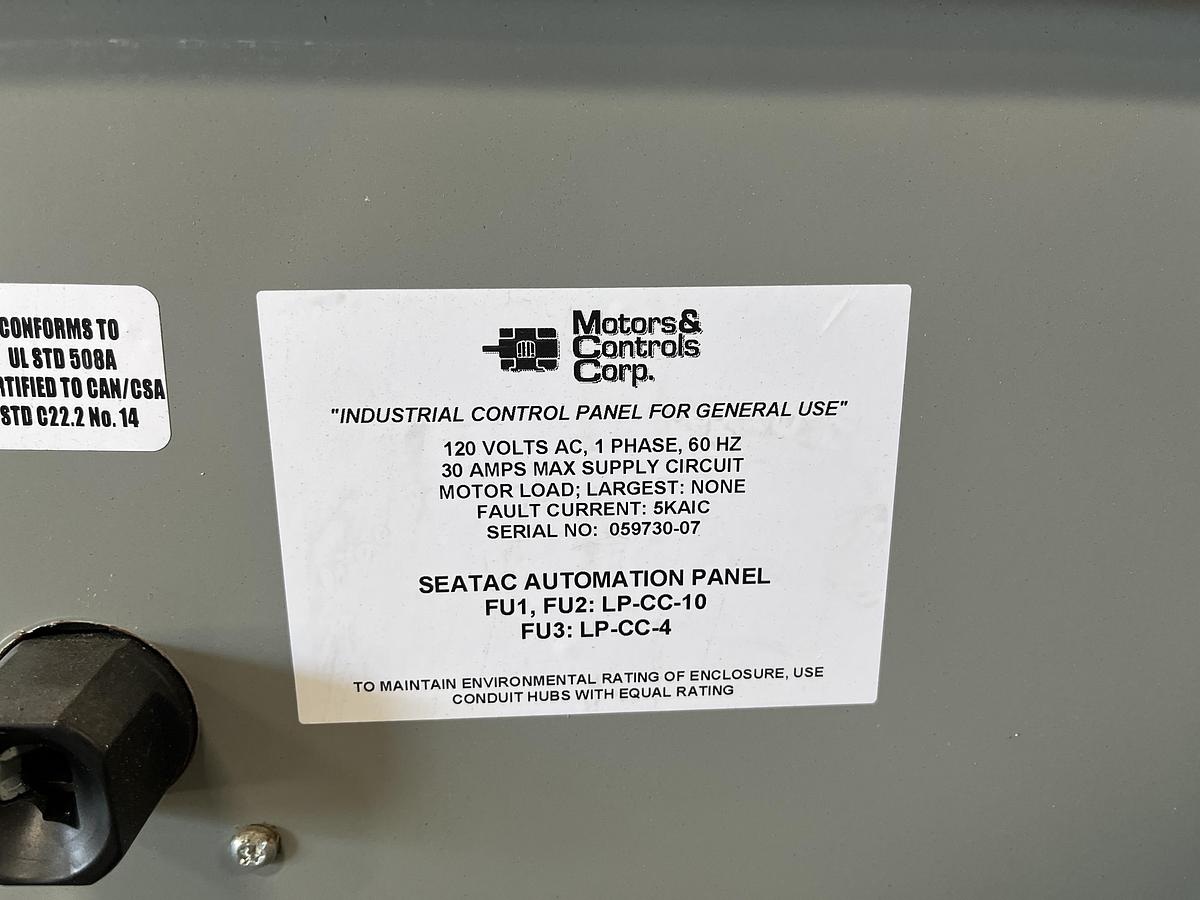 CONFORMS TO
UL STD 508A
RTIFIED TO CAN/CSA
STD C22.2 No. 14
Motors&
Controls
Corp.
"INDUSTRIAL CONTROL PANEL FOR GENERAL USE"
120 VOLTS AC, 1 PHASE, 60 HZ
30 AMPS MAX SUPPLY CIRCUIT
MOTOR LOAD; LARGEST: NONE
FAULT CURRENT: 5KAIC
SERIAL NO: 059730-07
SEATAC AUTOMATION PANEL
FU1, FU2: LP-CC-10
FU3: LP-CC-4
TO MAINTAIN ENVIRONMENTAL RATING OF ENCLOSURE, USE
CONDUIT HUBS WITH EQUAL RATING